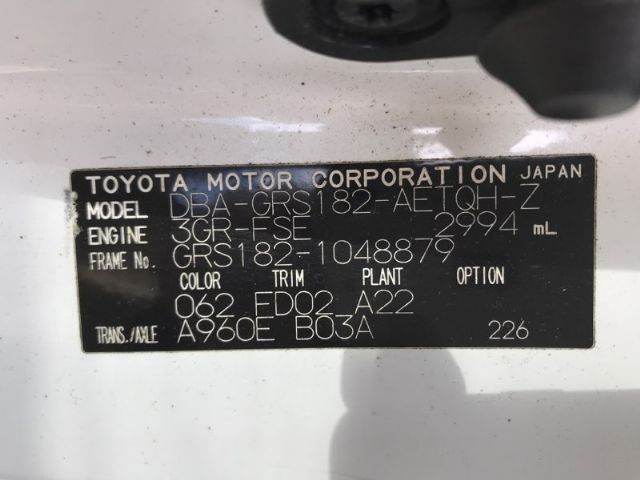 TOYOTA MOTOR CORPORATION JAPAN
MODEL DBA-GRS182-AETQH-Z
ENGINE 3GR-FSE 2994 mL
FRAME No. GRS182-1048879
COLOR TRIM PLANT OPTION
062 FD02 A22
TRANS./AXLE A960E B03A 226